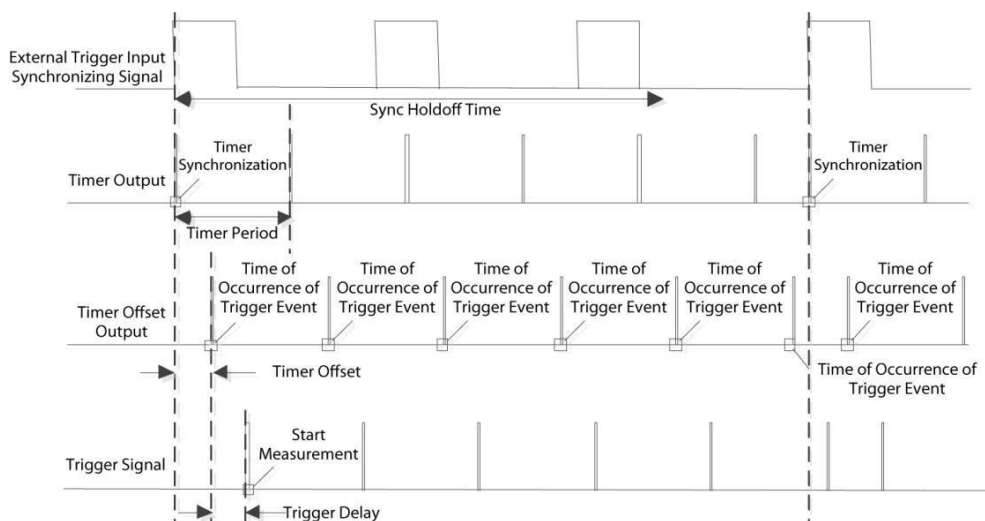 External Trigger Input
Synchronizing Signal
Sync Holdoff Time
Timer
Synchronization
Timer
Synchronization
Timer Output
Timer Period
Time of
Occurrence of
Trigger Event
Time of
Occurrence of
Trigger Event
Time of
Occurrence of
Trigger Event
Time of
Occurrence of
Trigger Event
Time of
Occurrence of
Trigger Event
Time of
Occurrence of
Trigger Event
Timer Offset
Output
Timer Offset
Time of Occurrence of
Trigger Event
Start
Measurement
Trigger Signal
Trigger Delay